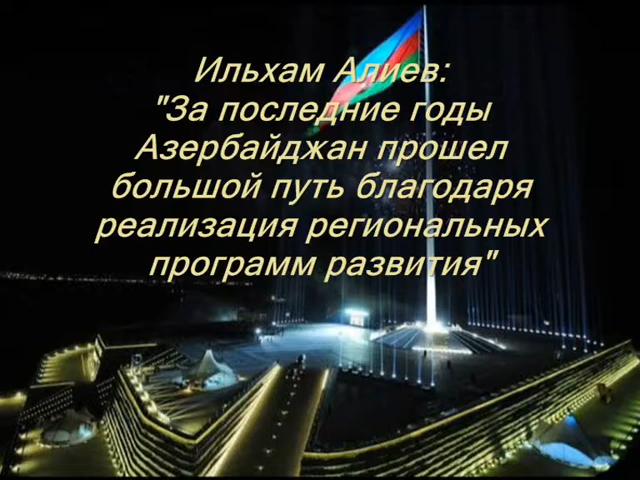 Ильхам Алиев:
"За последние годы
Азербайджан прошел
большой путь благодаря
реализация региональных
программ развития"